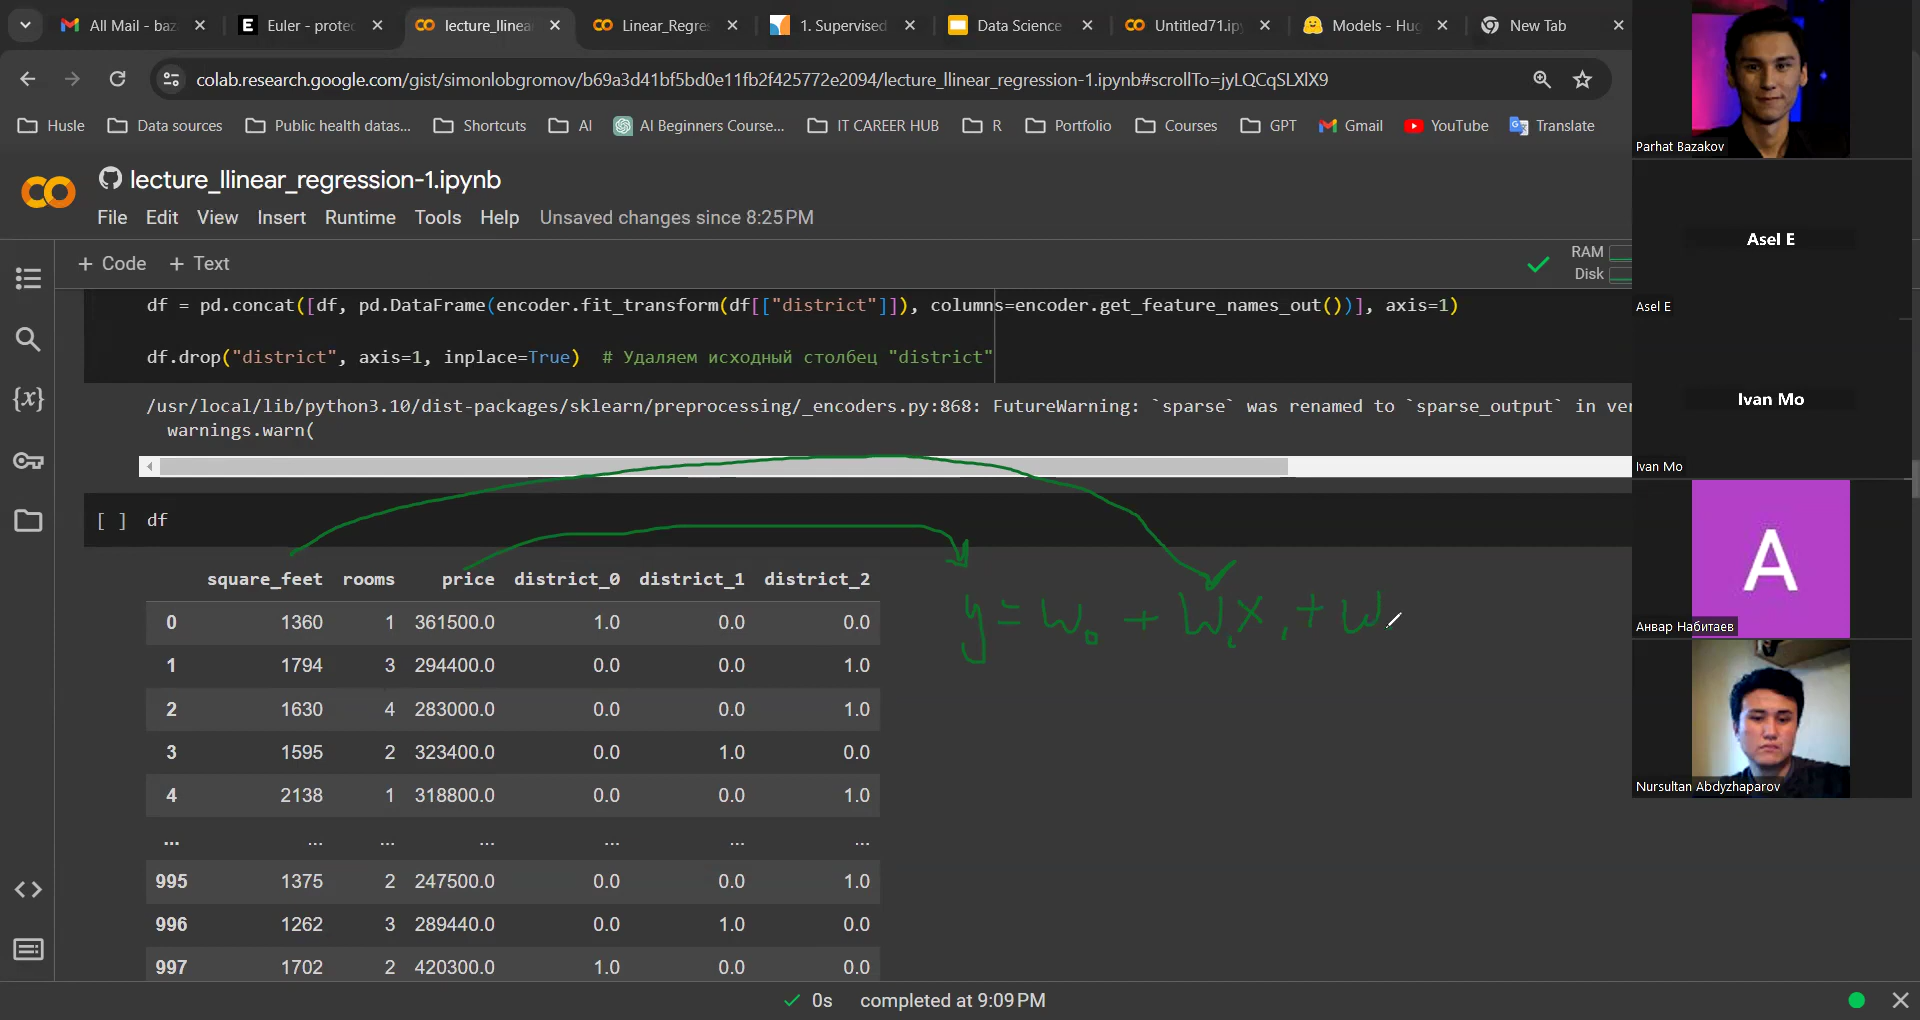 All Mail - baz
Euler - protec
lecture_llinea
Linear_Regre
1. Supervised
Data Science
Untitled71.ip
Models - Hug
New Tab
colab.research.google.com/gist/simonlobgromov/b69a3d41bf5bd0e11fb2f425772e2094/lecture_llinear_regression-1.ipynb#scrollTo=jyLQCqSLXlX9
Husle
Data sources
Public health datas...
Shortcuts
AI
AI Beginners Course...
IT CAREER HUB
R
Portfolio
Courses
GPT
Gmail
YouTube
Translate
lecture_llinear_regression-1.ipynb
File Edit View Insert Runtime Tools Help Unsaved changes since 8:25 PM
+ Code + Text
RAM
Disk
df = pd.concat([df, pd.DataFrame(encoder.fit_transform(df[["district"]]), columns=encoder.get_feature_names_out())], axis=1)
df.drop("district", axis=1, inplace=True) # Удаляем исходный столбец "district"
/usr/local/lib/python3.10/dist-packages/sklearn/preprocessing/_encoders.py:868: FutureWarning: `sparse` was renamed to `sparse_output` in ver
warnings.warn(
[ ] df
square_feet rooms price district_0 district_1 district_2
0 1360 1 361500.0 1.0 0.0 0.0
1 1794 3 294400.0 0.0 0.0 1.0
2 1630 4 283000.0 0.0 0.0 1.0
3 1595 2 323400.0 0.0 1.0 0.0
4 2138 1 318800.0 0.0 0.0 1.0
... ... ... ... ... ... ...
995 1375 2 247500.0 0.0 0.0 1.0
996 1262 3 289440.0 0.0 1.0 0.0
997 1702 2 420300.0 1.0 0.0 0.0
y = w₀ + w₁x₁ + w
0s completed at 9:09 PM
Parhat Bazakov
Asel E
Asel E
Ivan Mo
Ivan Mo
A
Анвар Набитаев
Nursultan Abdyzhaparov